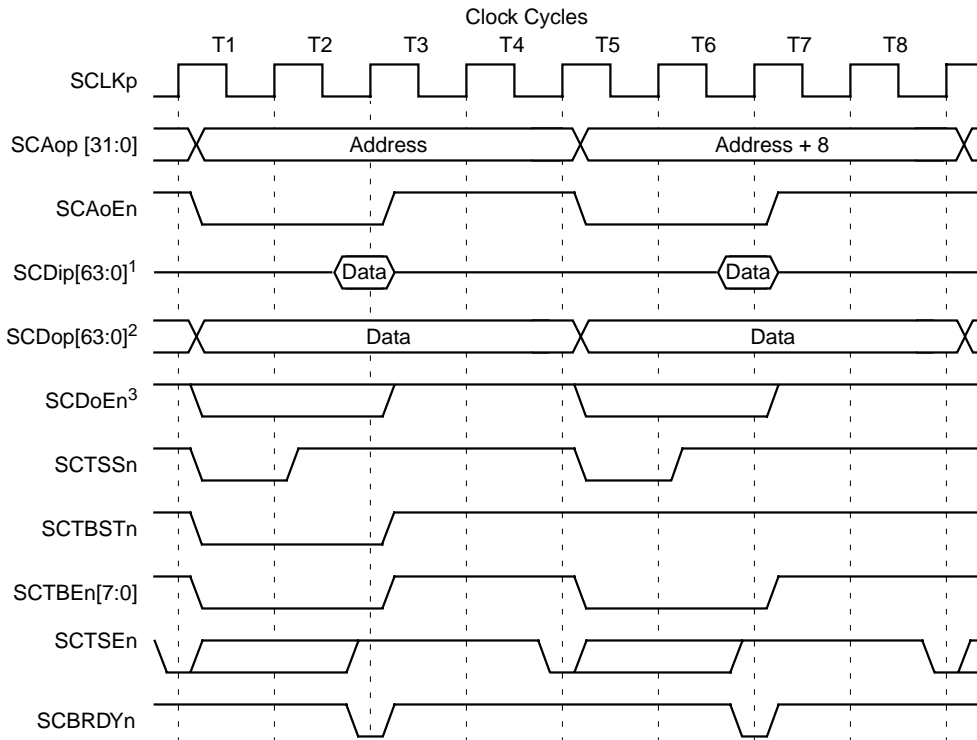 Clock Cycles
T1 T2 T3 T4 T5 T6 T7 T8
SCLKp
SCAop [31:0] Address Address + 8
SCAoEn
SCDip[63:0]1 Data Data
SCDop[63:0]2 Data Data
SCDoEn3
SCTSSn
SCTBSTn
SCTBEn[7:0]
SCTSEn
SCBRDYn